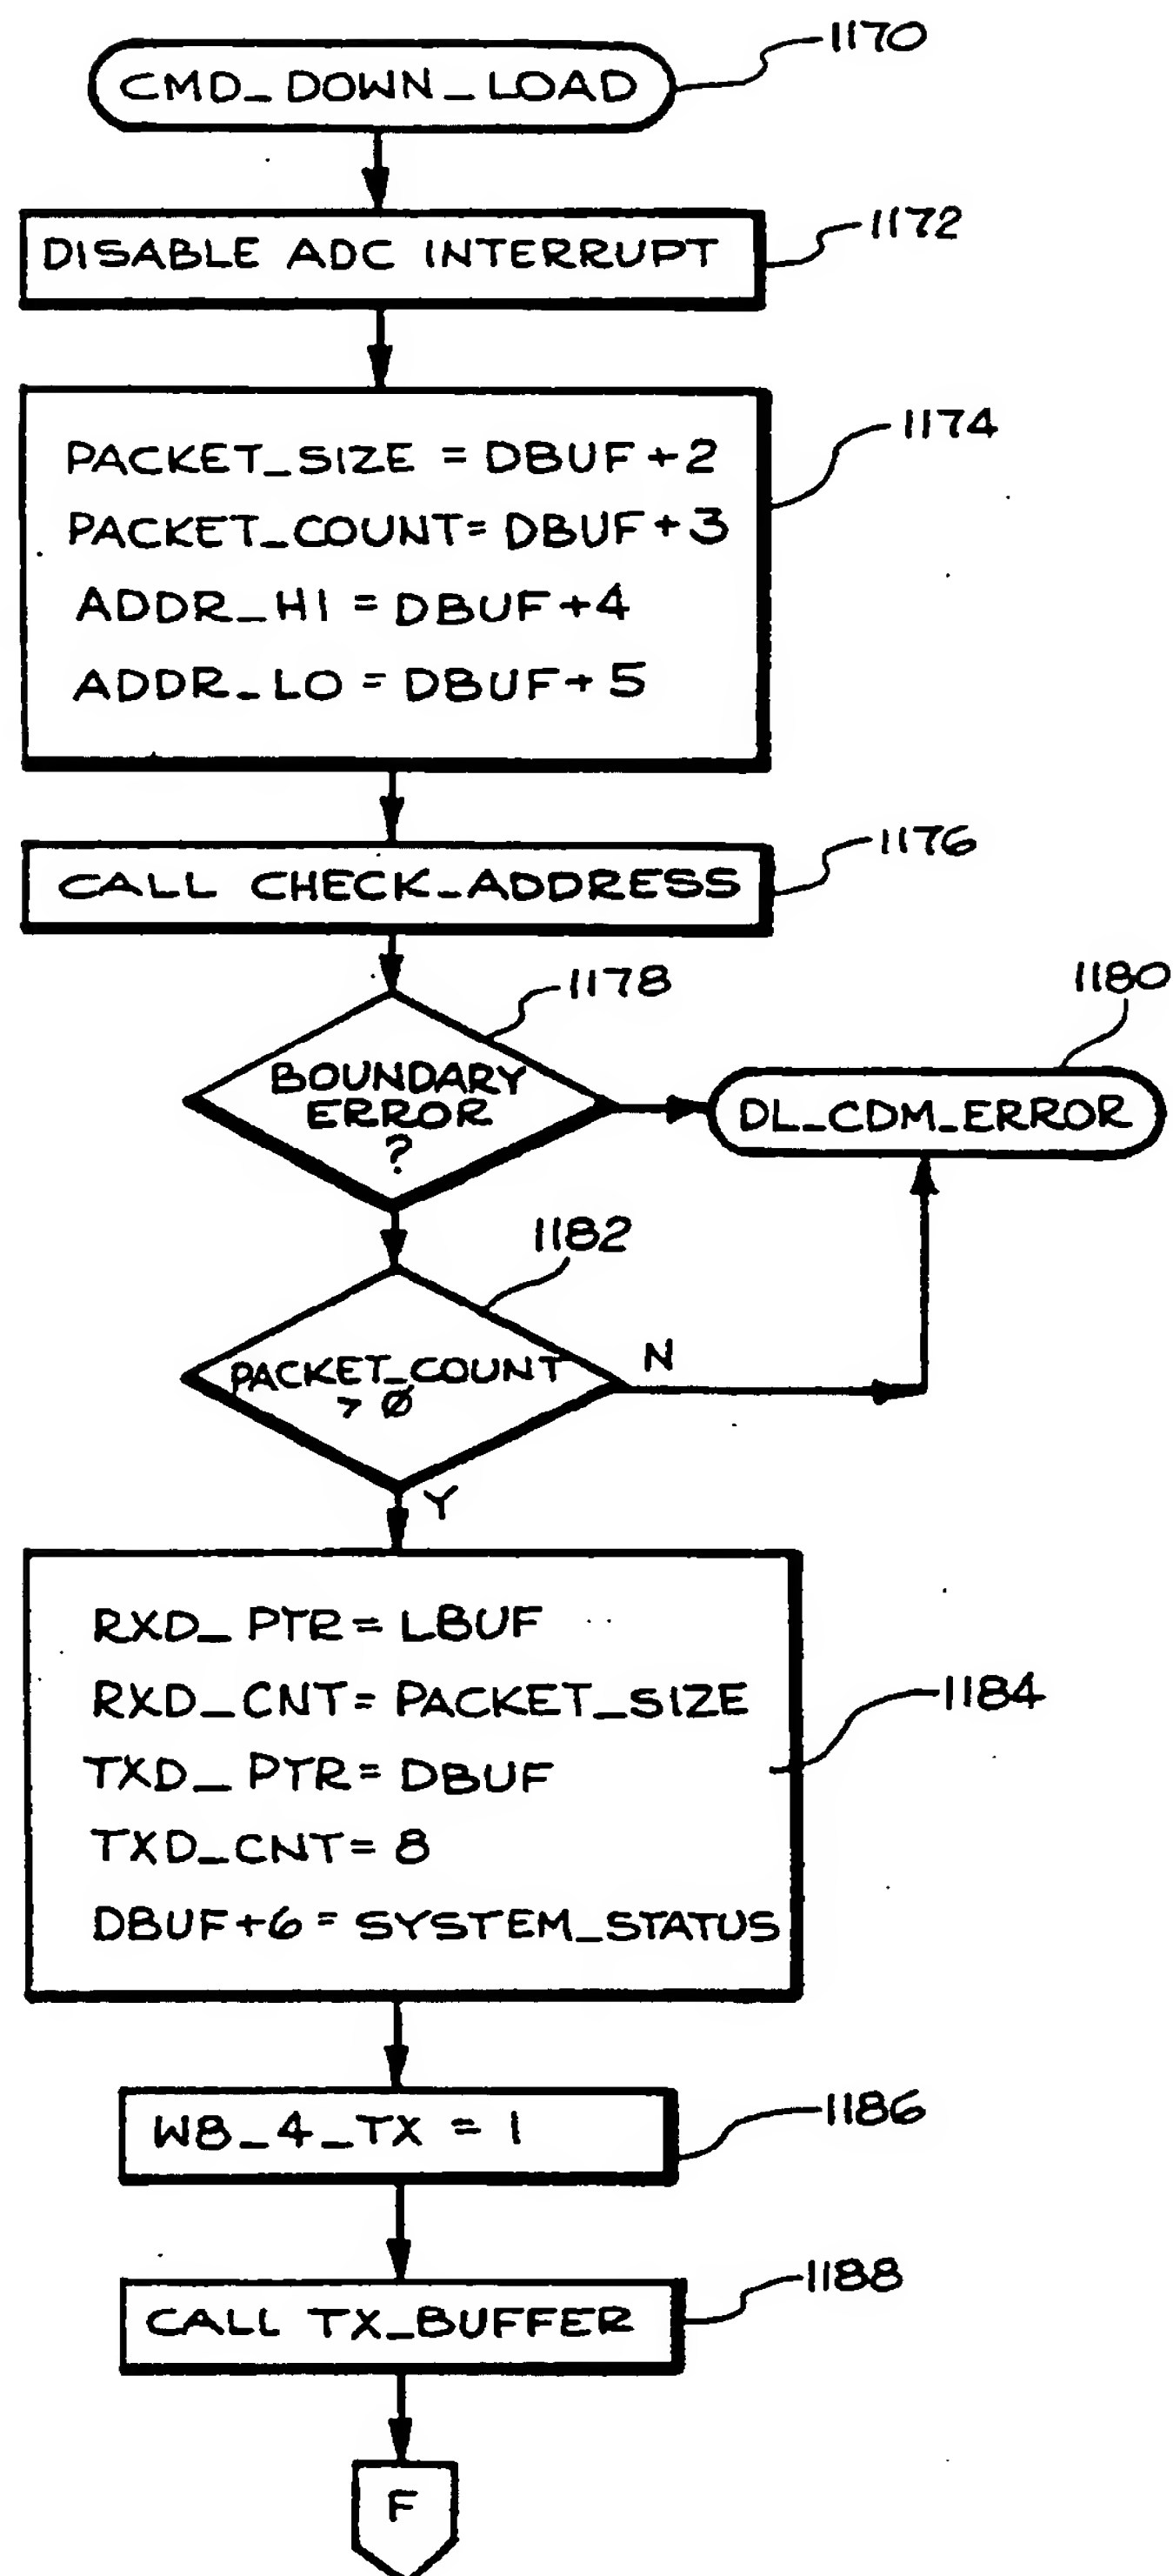 1170
CMD_DOWN_LOAD
1172
DISABLE ADC INTERRUPT
1174
PACKET_SIZE = DBUF+2
PACKET_COUNT= DBUF+3
ADDR_HI = DBUF+4
ADDR_LO = DBUF+5
1176
CALL CHECK_ADDRESS
1178
1180
BOUNDARY
ERROR
?
DL_CDM_ERROR
1182
PACKET_COUNT
> Ø
N
Y
RXD_PTR = LBUF
RXD_CNT= PACKET_SIZE
1184
TXD_PTR= DBUF
TXD_CNT= 8
DBUF+6 = SYSTEM_STATUS
1186
W8_4_TX = 1
1188
CALL TX_BUFFER
F